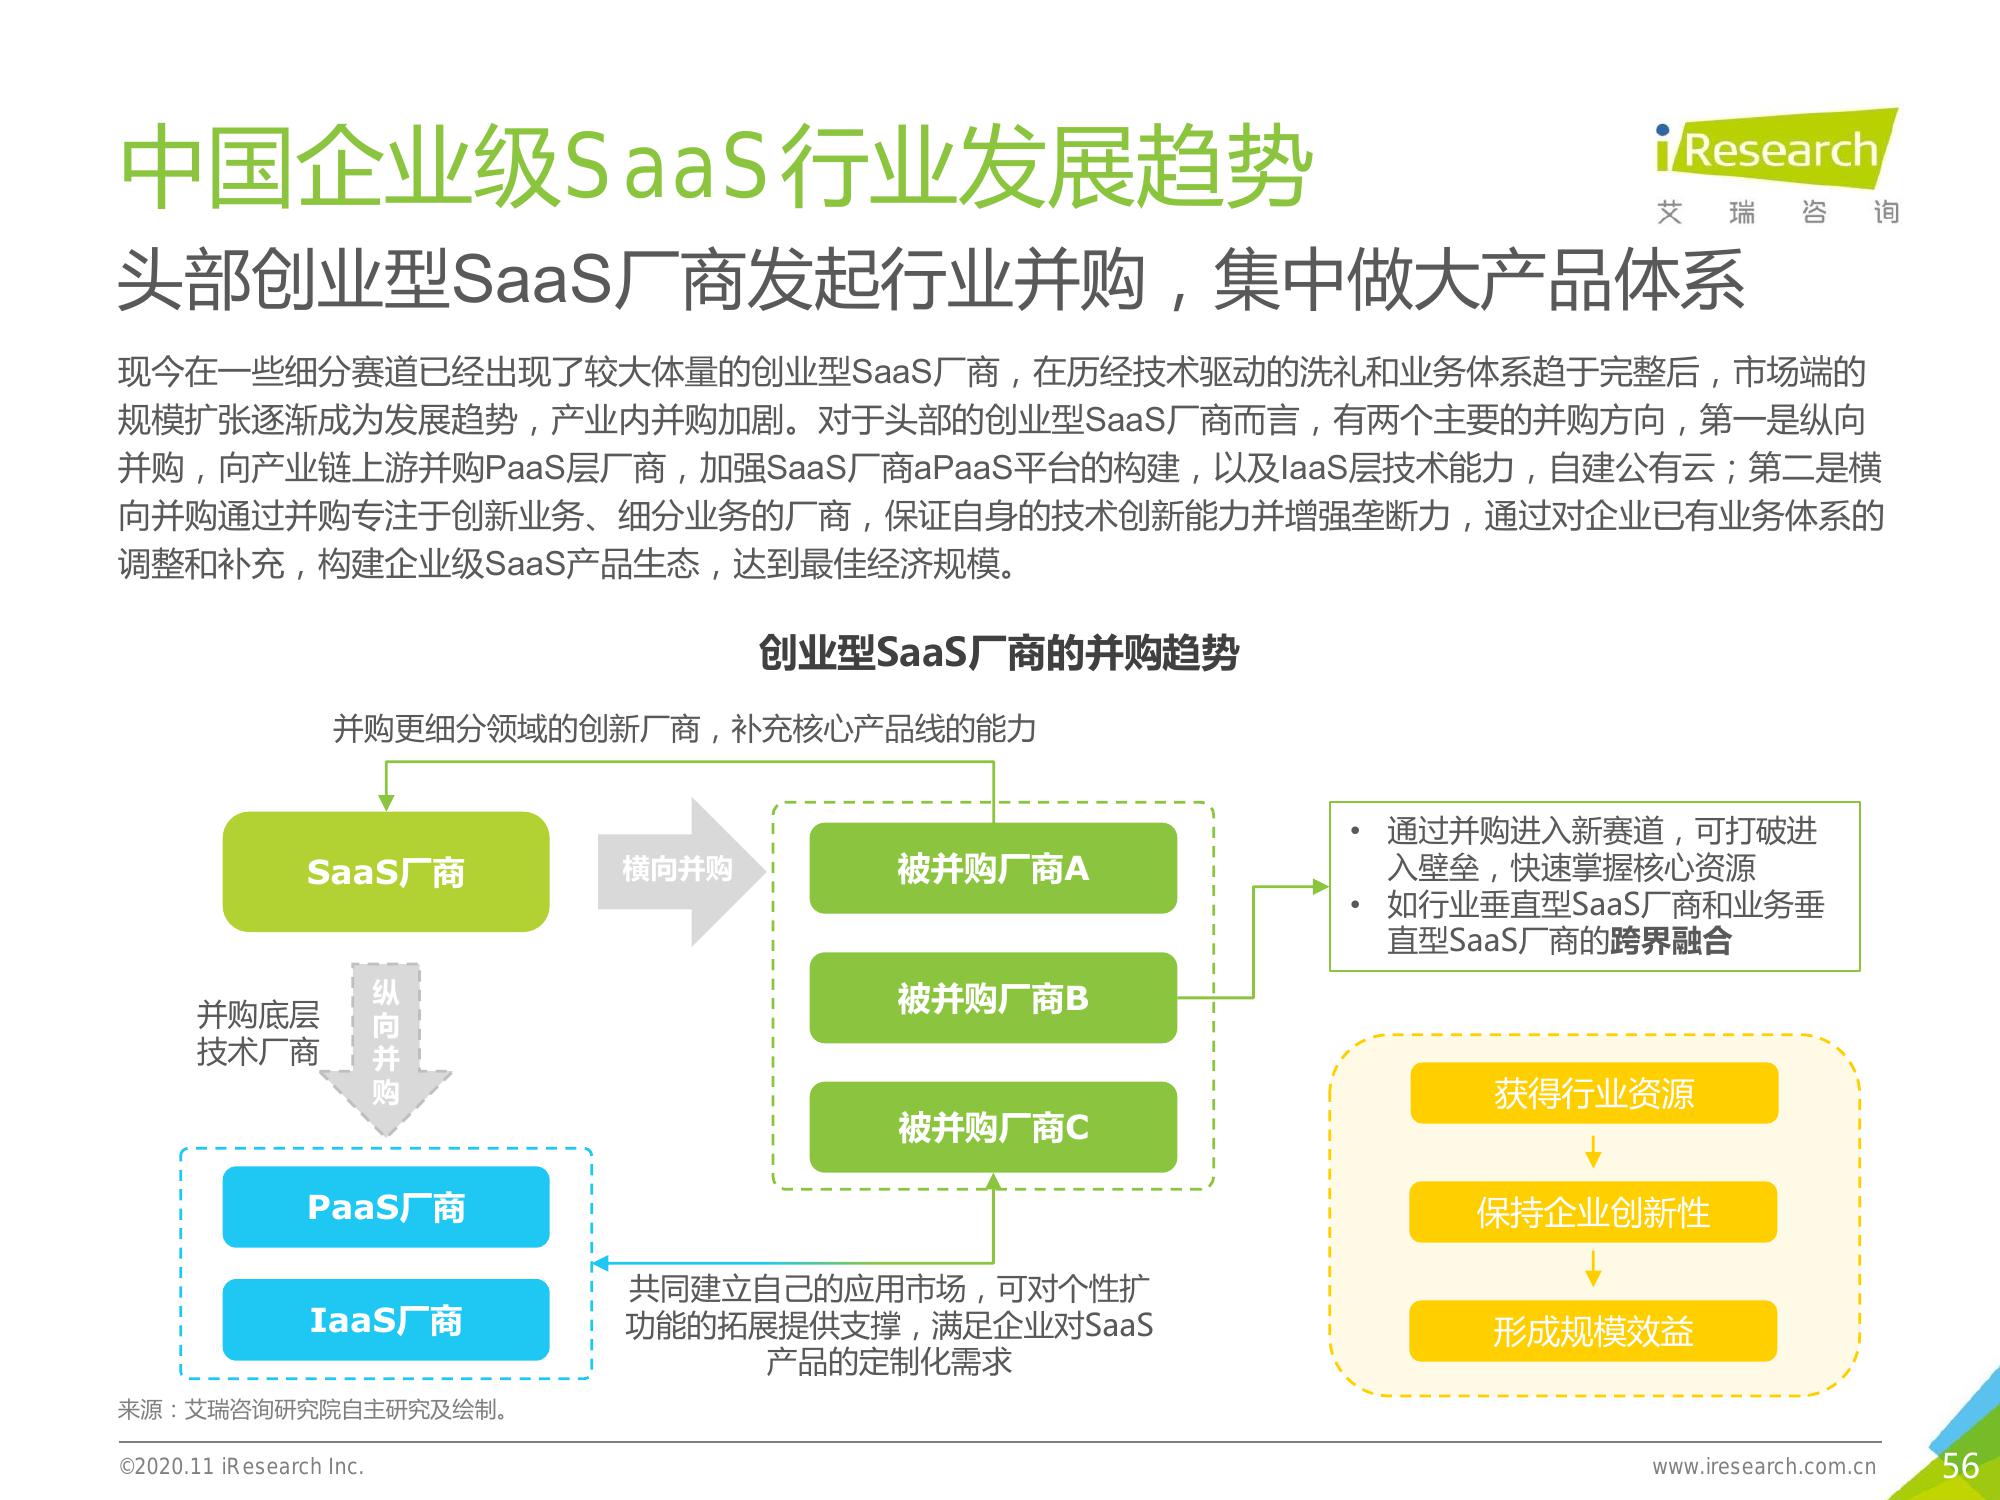 中国企业级SaaS行业发展趋势
iResearch
艾瑞咨询
头部创业型SaaS厂商发起行业并购，集中做大产品体系
现今在一些细分赛道已经出现了较大体量的创业型SaaS厂商，在历经技术驱动的洗礼和业务体系趋于完整后，市场端的
规模扩张逐渐成为发展趋势，产业内并购加剧。对于头部的创业型SaaS厂商而言，有两个主要的并购方向，第一是纵向
并购，向产业链上游并购PaaS层厂商，加强SaaS厂商aPaaS平台的构建，以及IaaS层技术能力，自建公有云；第二是横
向并购通过并购专注于创新业务、细分业务的厂商，保证自身的技术创新能力并增强垄断力，通过对企业已有业务体系的
调整和补充，构建企业级SaaS产品生态，达到最佳经济规模。
创业型SaaS厂商的并购趋势
并购更细分领域的创新厂商，补充核心产品线的能力
SaaS厂商
横向并购
被并购厂商A
被并购厂商B
被并购厂商C
• 通过并购进入新赛道，可打破进
入壁垒，快速掌握核心资源
• 如行业垂直型SaaS厂商和业务垂
直型SaaS厂商的跨界融合
并购底层
技术厂商
纵
向
并
购
PaaS厂商
IaaS厂商
共同建立自己的应用市场，可对个性扩
功能的拓展提供支撑，满足企业对SaaS
产品的定制化需求
获得行业资源
保持企业创新性
形成规模效益
来源：艾瑞咨询研究院自主研究及绘制。
©2020.11 iResearch Inc.
www.iresearch.com.cn
56